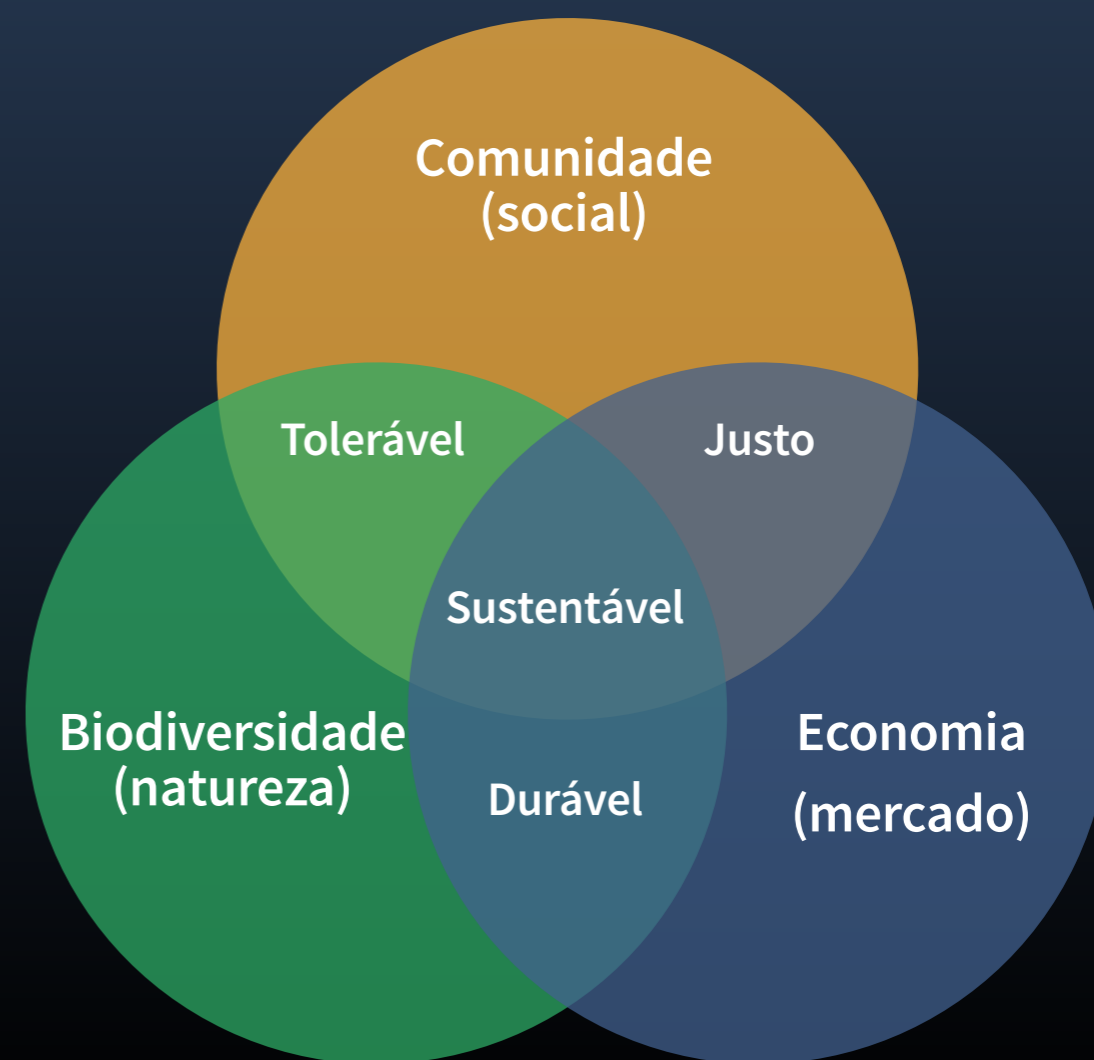 Comunidade
(social)
Tolerável
Justo
Sustentável
Biodiversidade
(natureza)
Economia
(mercado)
Durável